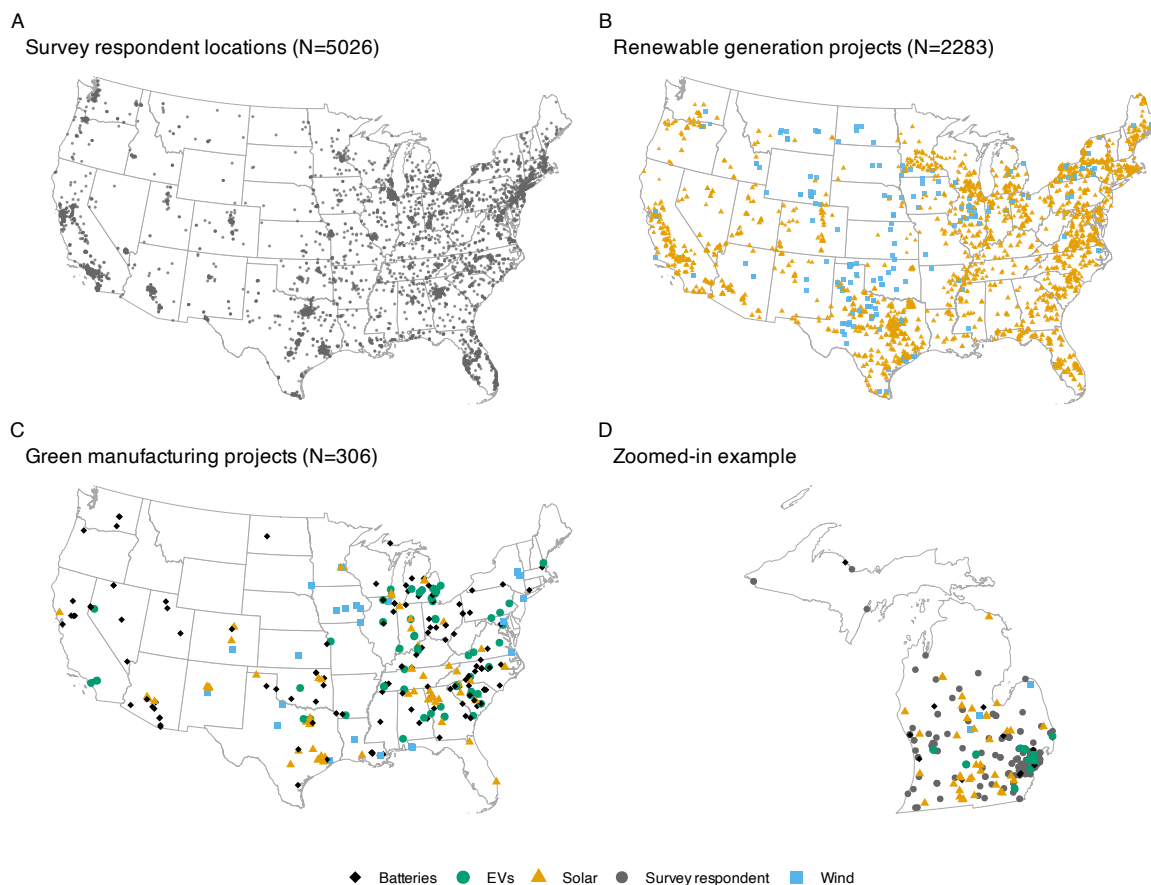 A
Survey respondent locations (N=5026)
B
Renewable generation projects (N=2283)
C
Green manufacturing projects (N=306)
D
Zoomed-in example
Batteries EVs Solar Survey respondent Wind